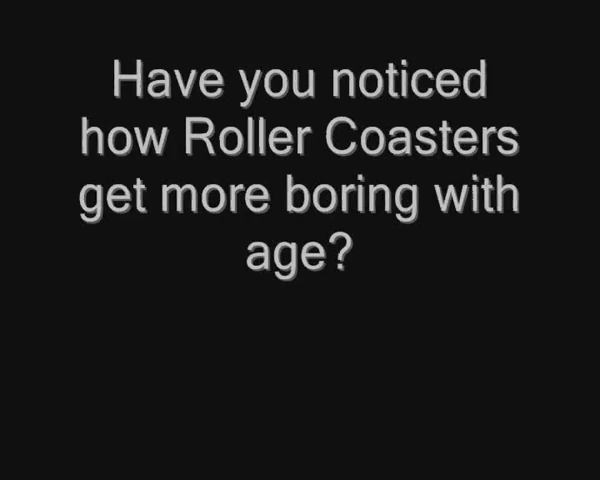 Have you noticed
how Roller Coasters
get more boring with
age?